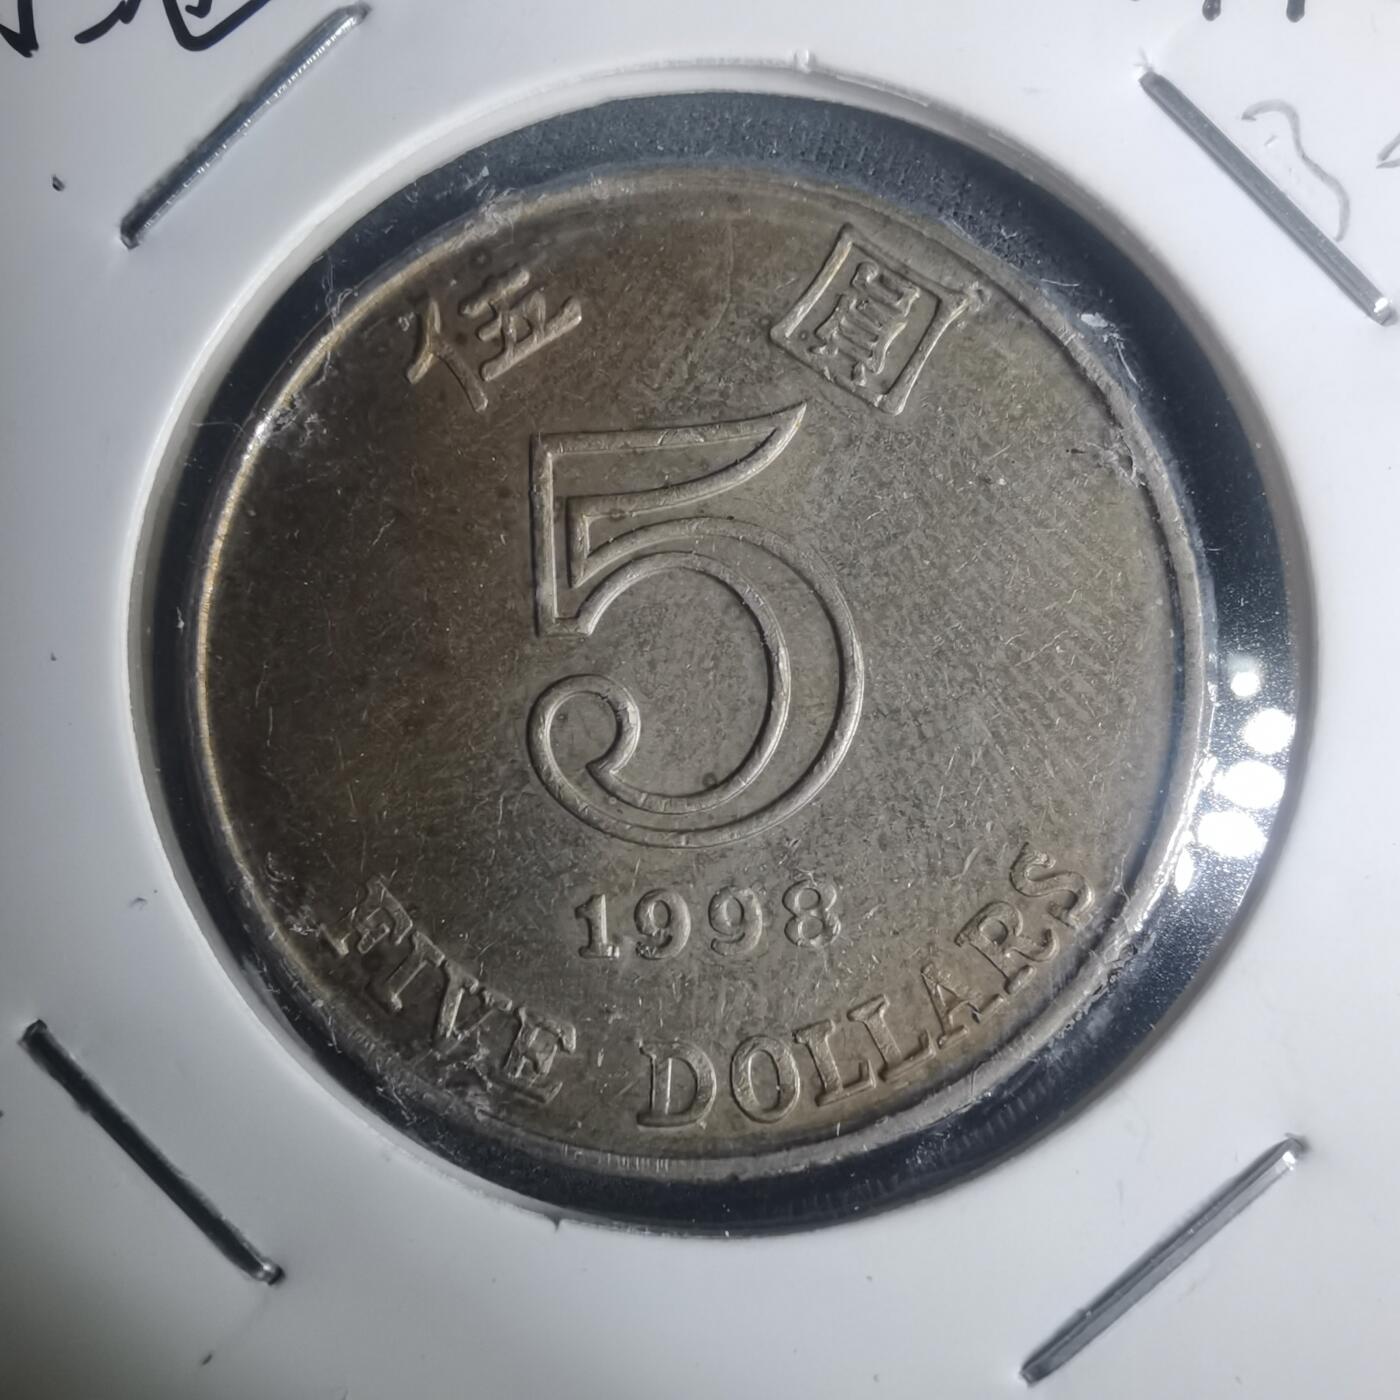 伍 圓
5
1998
FIVE DOLLARS